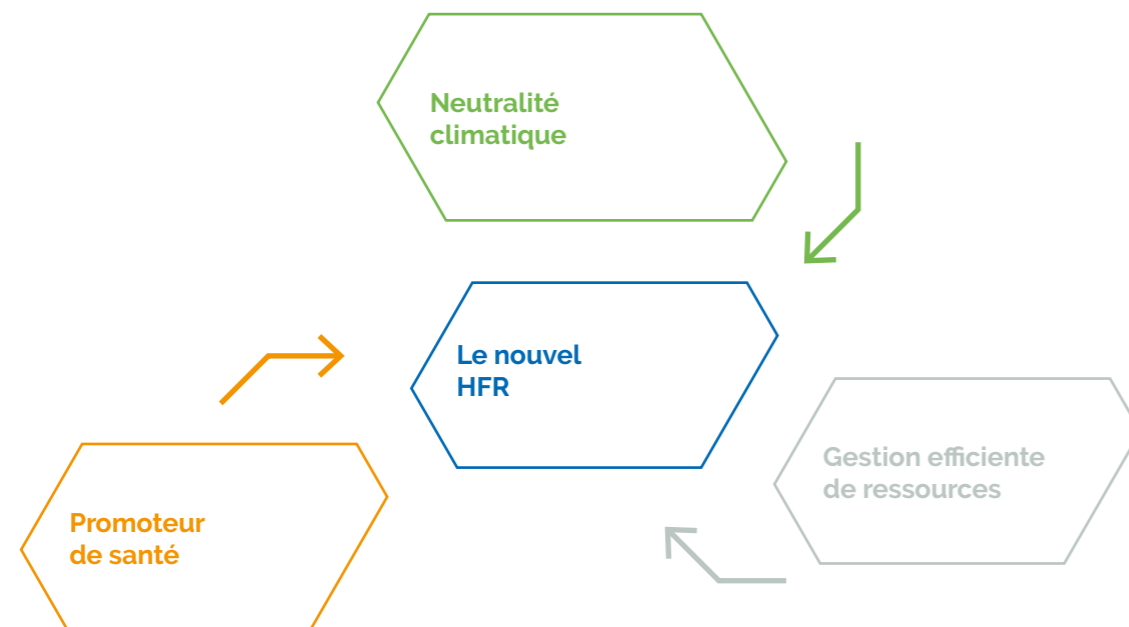 Neutralité
climatique
Le nouvel
HFR
Gestion efficiente
de ressources
Promoteur
de santé